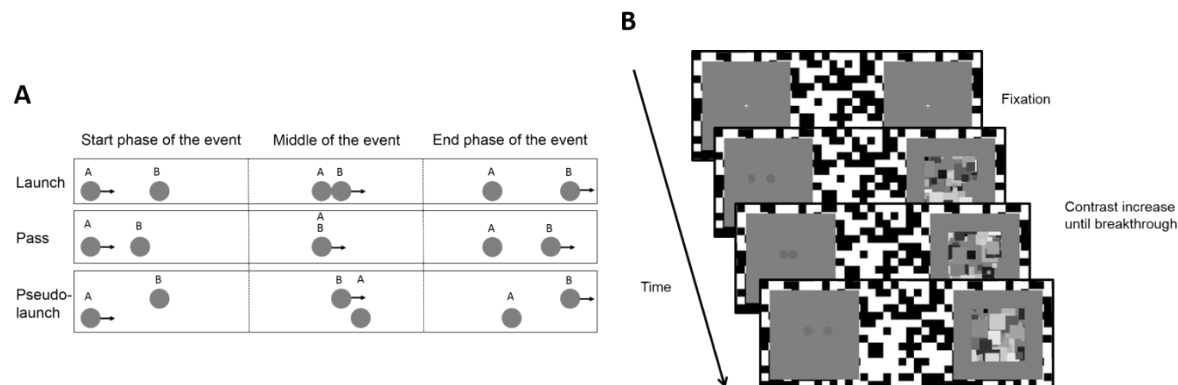 A
Start phase of the event Middle of the event End phase of the event
Launch A B A B A B
Pass A B A B A B
Pseudo-
launch A B B A A B
B
Fixation
Contrast increase
until breakthrough
Time